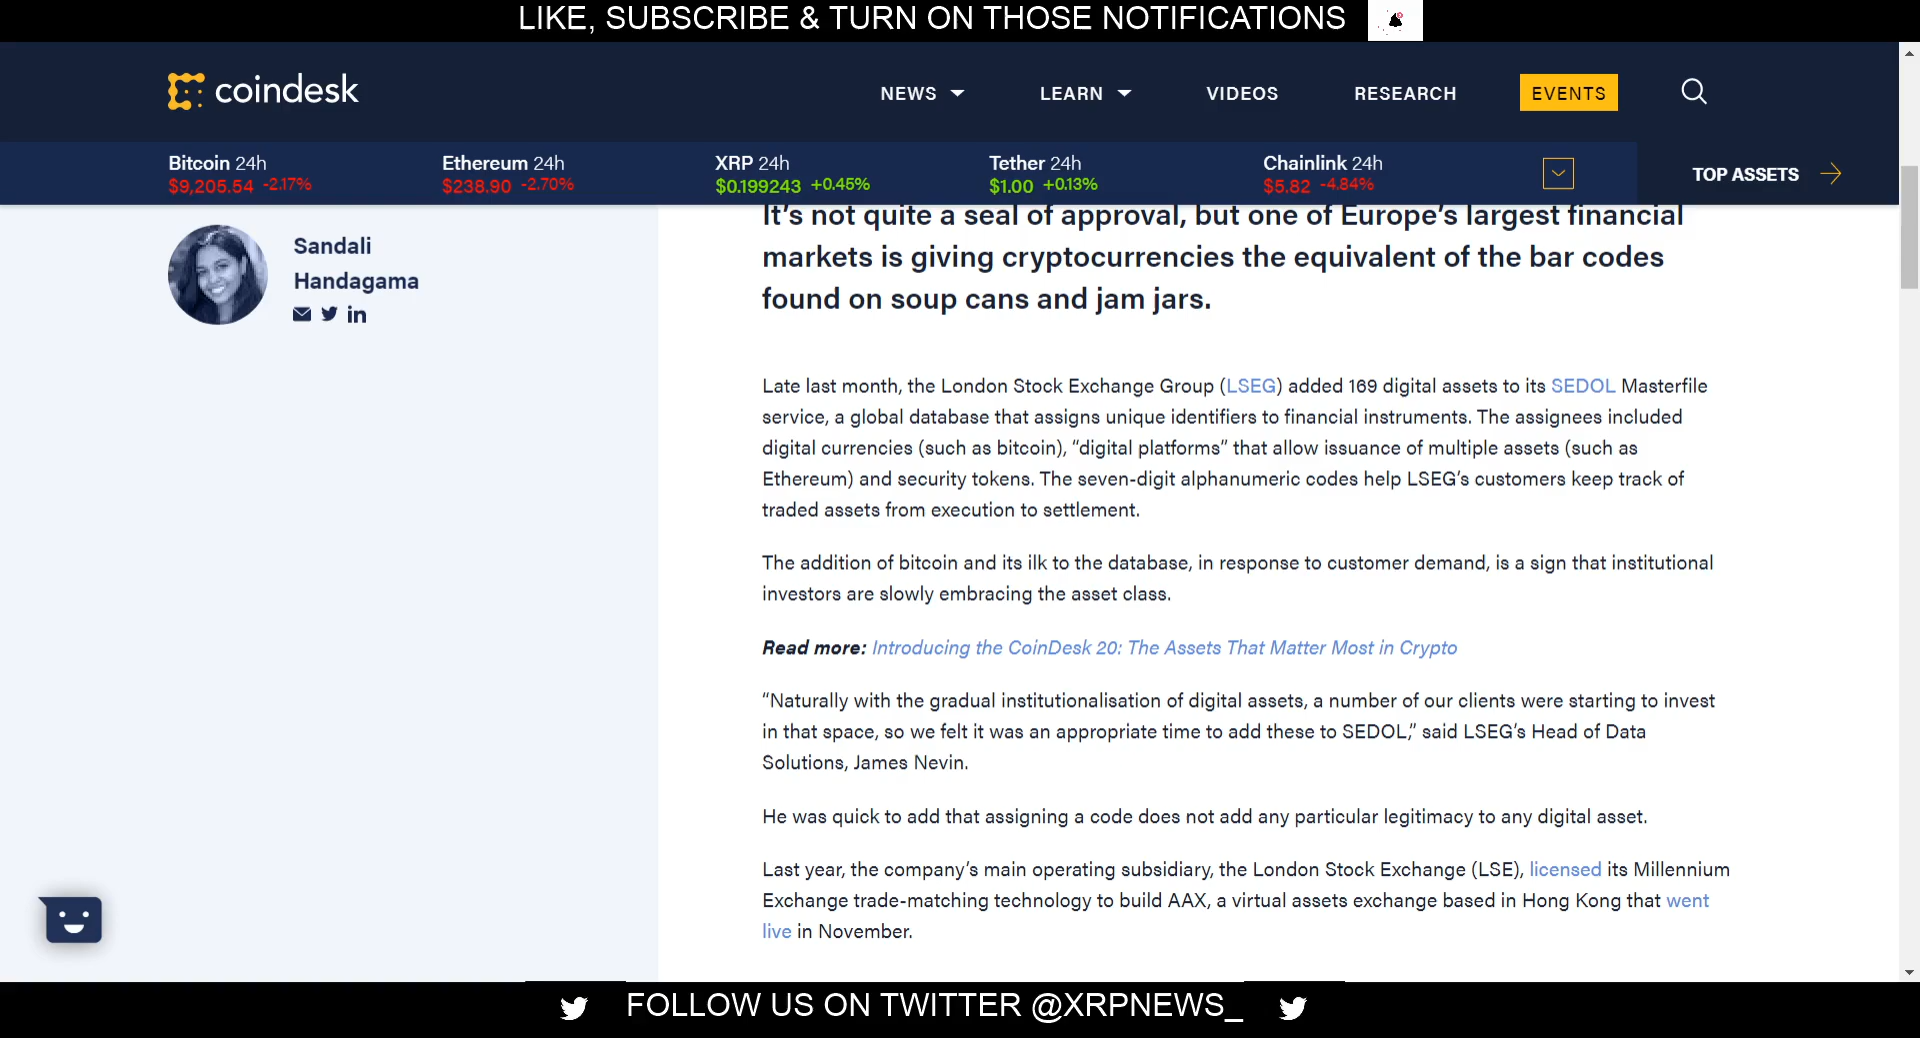 LIKE, SUBSCRIBE & TURN ON THOSE NOTIFICATIONS
coindesk
NEWS
LEARN
VIDEOS
RESEARCH
EVENTS
Bitcoin 24h
$9,205.54 -2.17%
Ethereum 24h
$238.90 -2.70%
XRP 24h
$0.199243 +0.45%
Tether 24h
$1.00 +0.13%
Chainlink 24h
$5.82 -4.84%
TOP ASSETS
Sandali
Handagama
It’s not quite a seal of approval, but one of Europe’s largest financial
markets is giving cryptocurrencies the equivalent of the bar codes
found on soup cans and jam jars.
Late last month, the London Stock Exchange Group (LSEG) added 169 digital assets to its SEDOL Masterfile
service, a global database that assigns unique identifiers to financial instruments. The assignees included
digital currencies (such as bitcoin), “digital platforms” that allow issuance of multiple assets (such as
Ethereum) and security tokens. The seven-digit alphanumeric codes help LSEG’s customers keep track of
traded assets from execution to settlement.
The addition of bitcoin and its ilk to the database, in response to customer demand, is a sign that institutional
investors are slowly embracing the asset class.
Read more: Introducing the CoinDesk 20: The Assets That Matter Most in Crypto
“Naturally with the gradual institutionalisation of digital assets, a number of our clients were starting to invest
in that space, so we felt it was an appropriate time to add these to SEDOL,” said LSEG’s Head of Data
Solutions, James Nevin.
He was quick to add that assigning a code does not add any particular legitimacy to any digital asset.
Last year, the company’s main operating subsidiary, the London Stock Exchange (LSE), licensed its Millennium
Exchange trade-matching technology to build AAX, a virtual assets exchange based in Hong Kong that went
live in November.
FOLLOW US ON TWITTER @XRPNEWS_